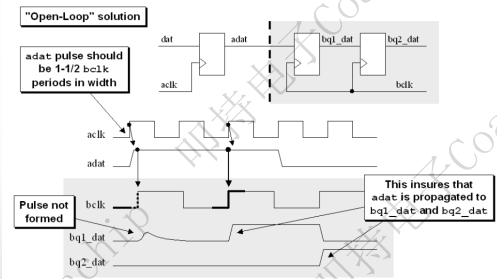 "Open-Loop" solution
dat
adat
bq1_dat
bq2_dat
aclk
bclk
adat pulse should
be 1-1/2 bclk
periods in width
aclk
adat
bclk
Pulse not
formed
This insures that
adat is propagated to
bq1_dat and bq2_dat
bq1_dat
bq2_dat